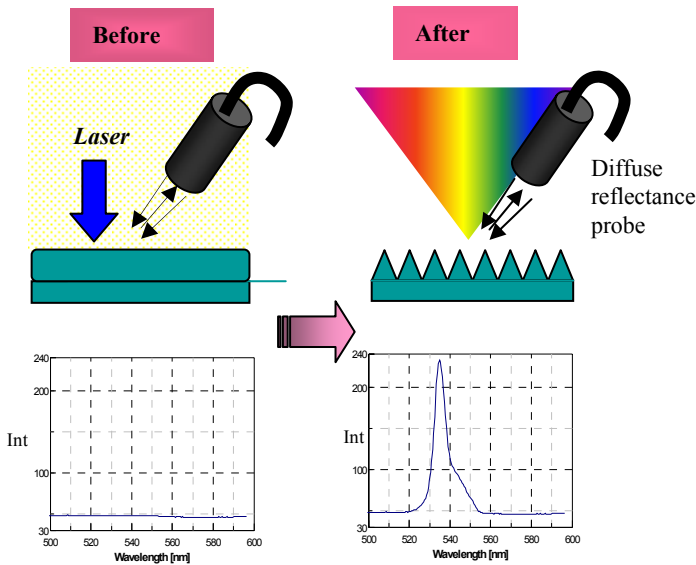 Before
After
Laser
Diffuse
reflectance
probe
240
200
Int
100
30
500 520 540 560 580 600
Wavelength [nm]
240
200
Int
100
30
500 520 540 560 580 600
Wavelength [nm]